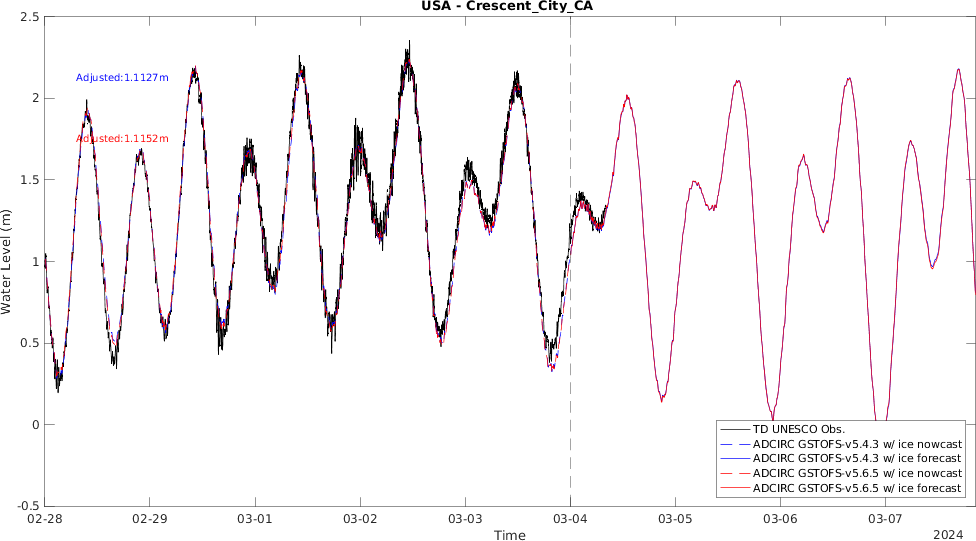 USA - Crescent_City_CA
2.5
2
1.5
1
0.5
0
-0.5
Water Level (m)
Adjusted:1.1127m
Adjusted:1.1152m
TD UNESCO Obs.
ADCIRC GSTOFS-v5.4.3 w/ ice nowcast
ADCIRC GSTOFS-v5.4.3 w/ ice forecast
ADCIRC GSTOFS-v5.6.5 w/ ice nowcast
ADCIRC GSTOFS-v5.6.5 w/ ice forecast
02-28 02-29 03-01 03-02 03-03 03-04 03-05 03-06 03-07
Time
2024